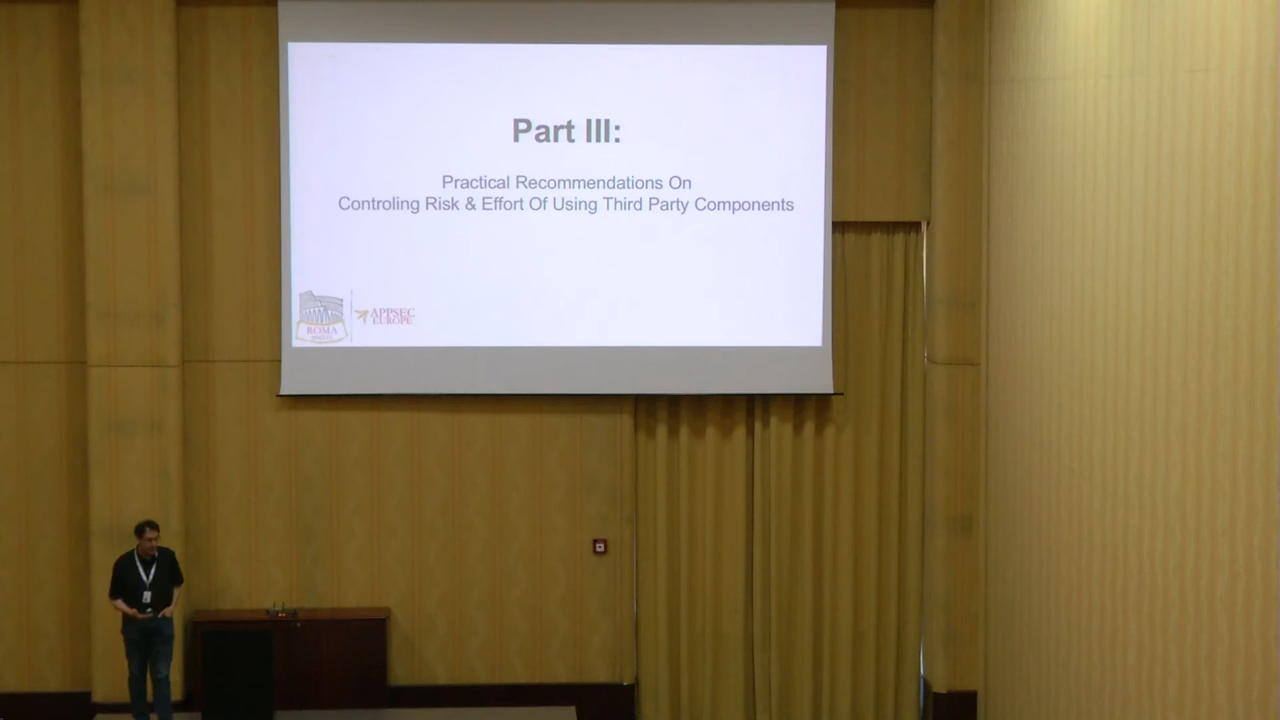 Part III:
Practical Recommendations On
Controling Risk & Effort Of Using Third Party Components
ROMA
APPSEC
EUROPE